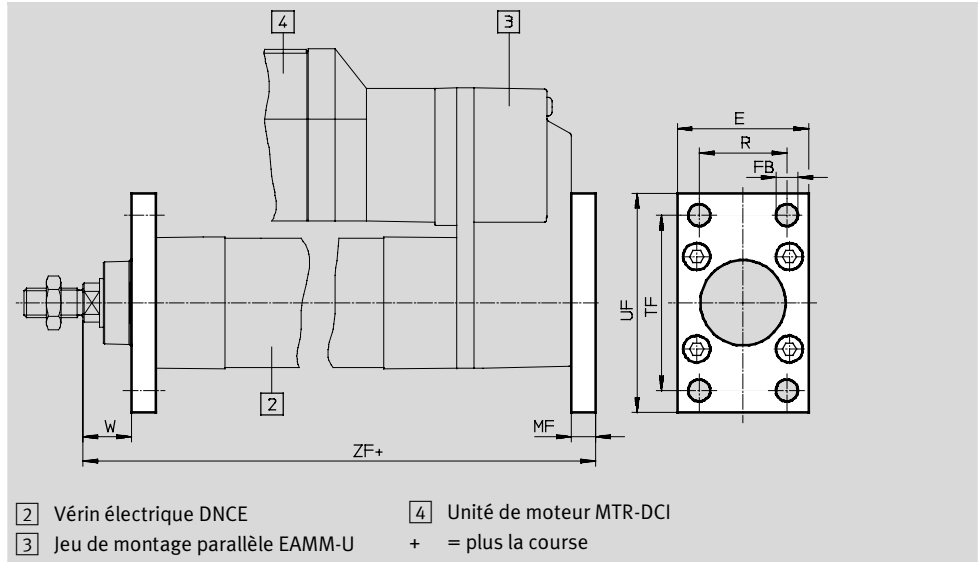 4
3
E
R
FB
UF
TF
2
W
MF
ZF+
2 Vérin électrique DNCE
3 Jeu de montage parallèle EAMM-U
4 Unité de moteur MTR-DCI
+ = plus la course